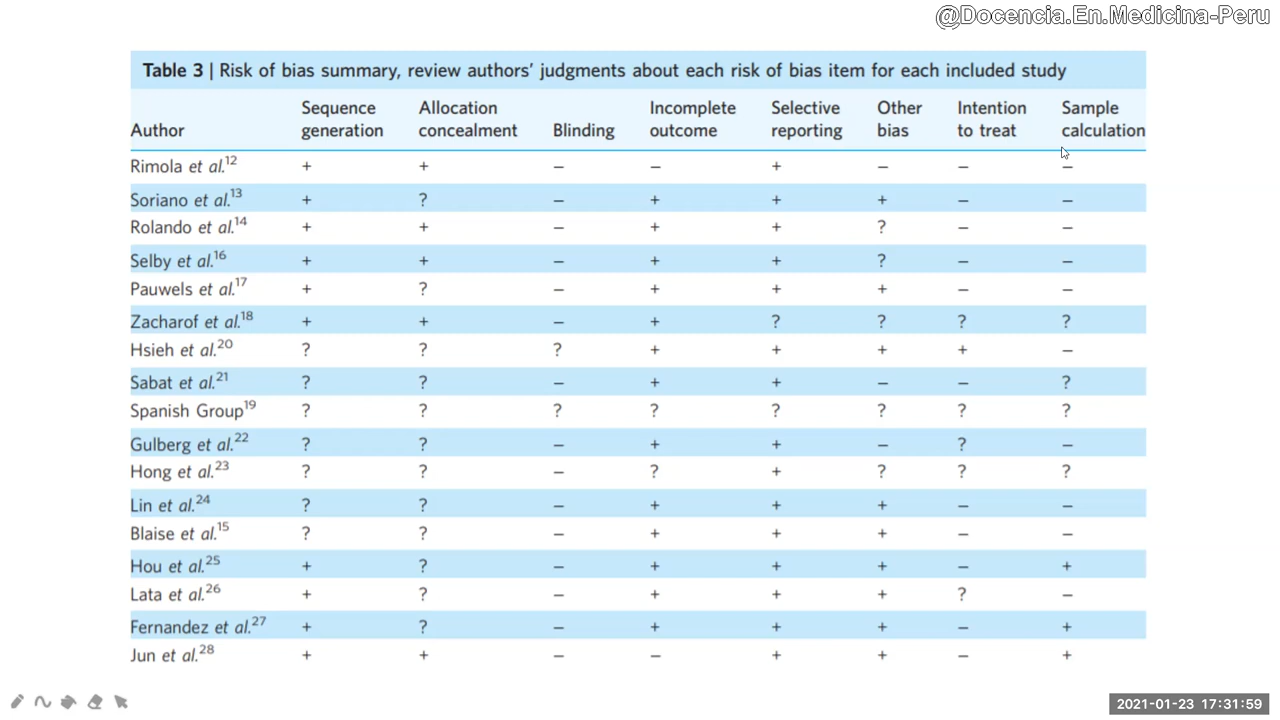 @Docencia.En.Medicina-Peru
Table 3 | Risk of bias summary, review authors' judgments about each risk of bias item for each included study
Author Sequence generation Allocation concealment Blinding Incomplete outcome Selective reporting Other bias Intention to treat Sample calculation
Rimola et al.12 + + – – + – – –
Soriano et al.13 + ? – + + + – –
Rolando et al.14 + + – + + ? – –
Selby et al.16 + + – + + ? – –
Pauwels et al.17 + ? – + + + – –
Zacharof et al.18 + + – + ? ? ? ?
Hsieh et al.20 ? ? ? + + + + –
Sabat et al.21 ? ? – + + – – ?
Spanish Group19 ? ? ? ? ? ? ? ?
Gulberg et al.22 ? ? – + + – ? –
Hong et al.23 ? ? – ? + ? ? ?
Lin et al.24 ? ? – + + + – –
Blaise et al.15 ? ? – + + + – –
Hou et al.25 + ? – + + + – +
Lata et al.26 + ? – + + + ? –
Fernandez et al.27 + ? – + + + – +
Jun et al.28 + + – – + + – +
2021-01-23 17:31:59